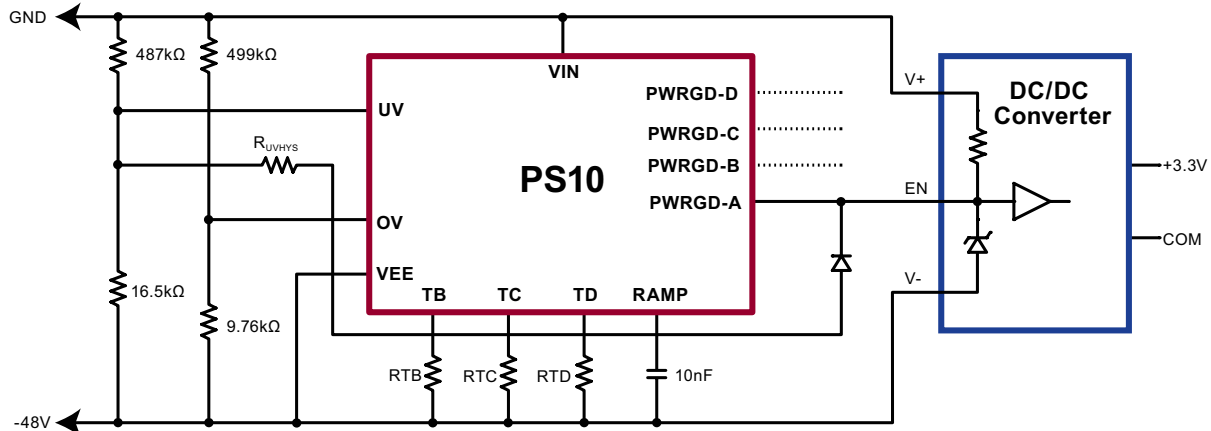 GND
487kΩ
499kΩ
VIN
V+
DC/DC
Converter
UV
PWRGD-D
PWRGD-C
RUVHYS
PWRGD-B
+3.3V
PS10
PWRGD-A
EN
OV
COM
VEE
V-
16.5kΩ
TB
TC
TD
RAMP
9.76kΩ
RTB
RTC
RTD
10nF
-48V